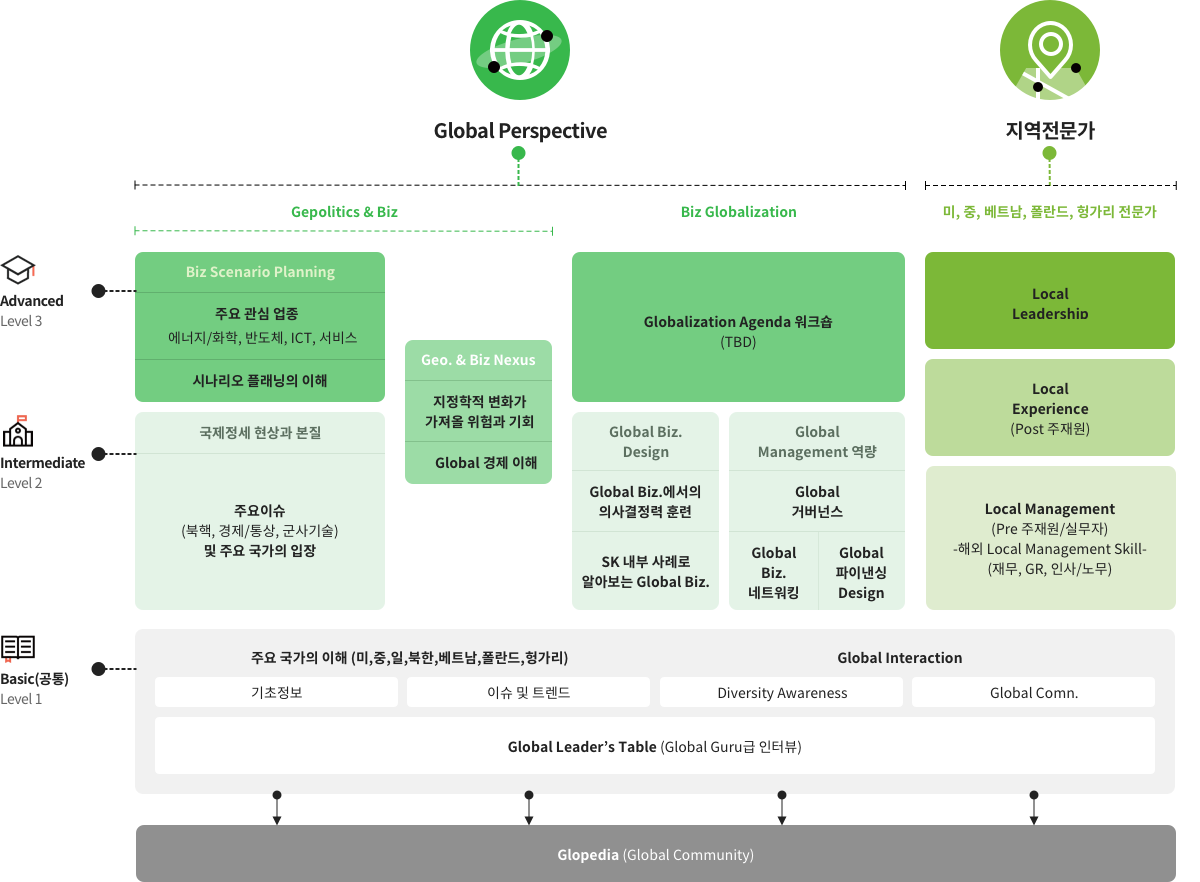 Global Perspective
지역전문가
Gepolitics & Biz
Biz Globalization
미, 중, 베트남, 폴란드, 헝가리 전문가
Advanced
Level 3
Biz Scenario Planning
주요 관심 업종
에너지/화학, 반도체, ICT, 서비스
시나리오 플래닝의 이해
Geo. & Biz Nexus
지정학적 변화가
가져올 위험과 기회
Global 경제 이해
Globalization Agenda 워크숍
(TBD)
Local
Leadership
Local
Experience
(Post 주재원)
Intermediate
Level 2
국제정세 현상과 본질
주요이슈
(북핵, 경제/통상, 군사기술)
및 주요 국가의 입장
Global Biz.
Design
Global Biz.에서의
의사결정력 훈련
SK 내부 사례로
알아보는 Global Biz.
Global
Management 역량
Global
거버넌스
Global
Biz.
네트워킹
Global
파이낸싱
Design
Local Management
(Pre 주재원/실무자)
-해외 Local Management Skill-
(재무, GR, 인사/노무)
Basic(공통)
Level 1
주요 국가의 이해 (미,중,일,북한,베트남,폴란드,헝가리)
Global Interaction
기초정보
이슈 및 트렌드
Diversity Awareness
Global Comn.
Global Leader’s Table (Global Guru급 인터뷰)
Glopedia (Global Community)